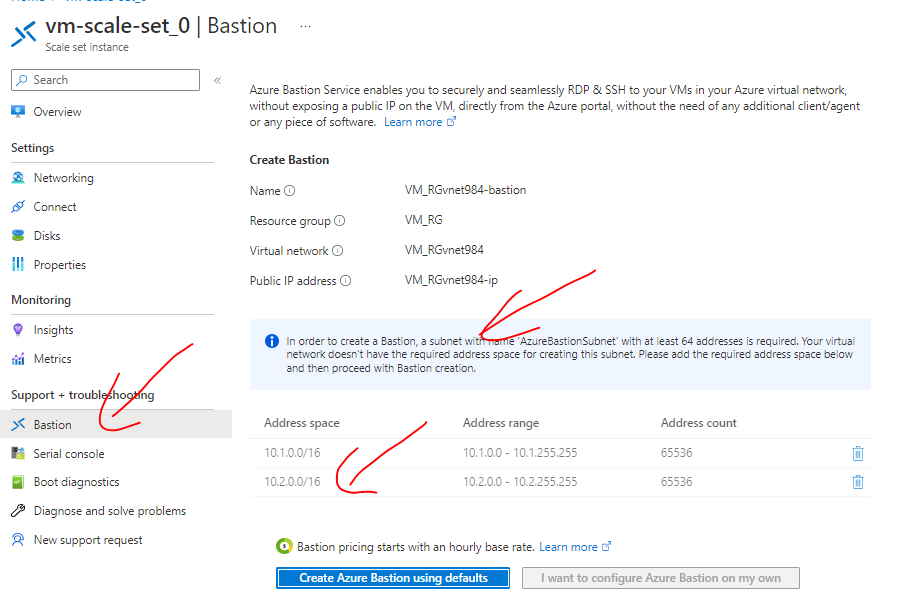 Home > vm-scale-set_0
vm-scale-set_0 | Bastion ...
Scale set instance
Search
«
Overview
Settings
Networking
Connect
Disks
Properties
Monitoring
Insights
Metrics
Support + troubleshooting
Bastion
Serial console
Boot diagnostics
Diagnose and solve problems
New support request
Azure Bastion Service enables you to securely and seamlessly RDP & SSH to your VMs in your Azure virtual network,
without exposing a public IP on the VM, directly from the Azure portal, without the need of any additional client/agent
or any piece of software. Learn more
Create Bastion
Name VM_RGvnet984-bastion
Resource group VM_RG
Virtual network VM_RGvnet984
Public IP address VM_RGvnet984-ip
In order to create a Bastion, a subnet with name 'AzureBastionSubnet' with at least 64 addresses is required. Your virtual
network doesn't have the required address space for creating this subnet. Please add the required address space below
and then proceed with Bastion creation.
Address space Address range Address count
10.1.0.0/16 10.1.0.0 - 10.1.255.255 65536
10.2.0.0/16 10.2.0.0 - 10.2.255.255 65536
Bastion pricing starts with an hourly base rate. Learn more
Create Azure Bastion using defaults
I want to configure Azure Bastion on my own